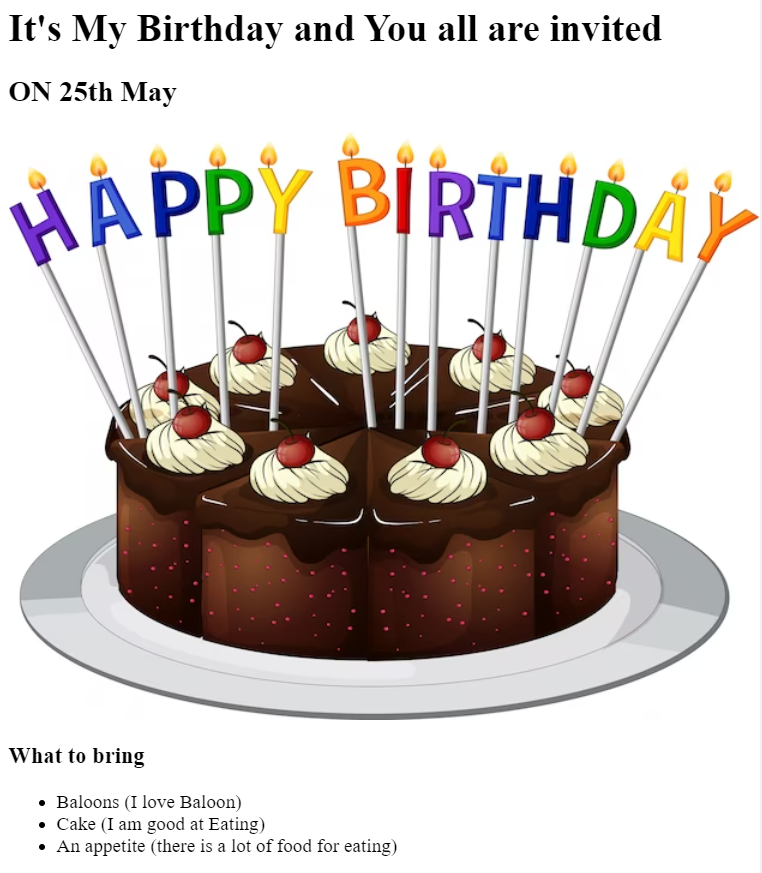 It's My Birthday and You all are invited
ON 25th May
HAPPY BIRTHDAY
What to bring
Baloons (I love Baloon)
Cake (I am good at Eating)
An appetite (there is a lot of food for eating)